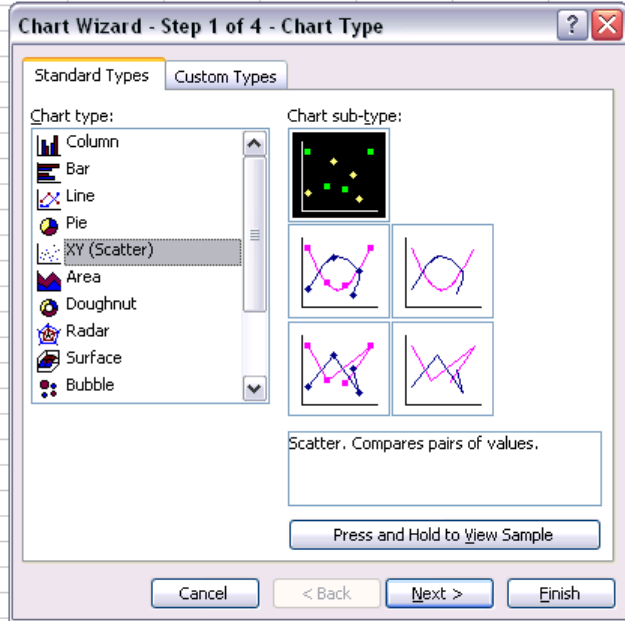 Chart Wizard - Step 1 of 4 - Chart Type
?
Standard Types
Custom Types
Chart type:
Column
Bar
Line
Pie
XY (Scatter)
Area
Doughnut
Radar
Surface
Bubble
Chart sub-type:
Scatter. Compares pairs of values.
Press and Hold to View Sample
Cancel
< Back
Next >
Finish